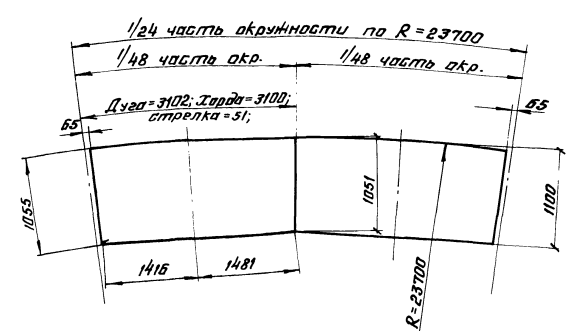 1/24 часть окружности по R=23700
1/48 часть окр.
1/48 часть окр.
Дуга=3102; Хорда=3100;
стрелка=51;
65
65
1055
1051
1100
1416
1481
R=23700